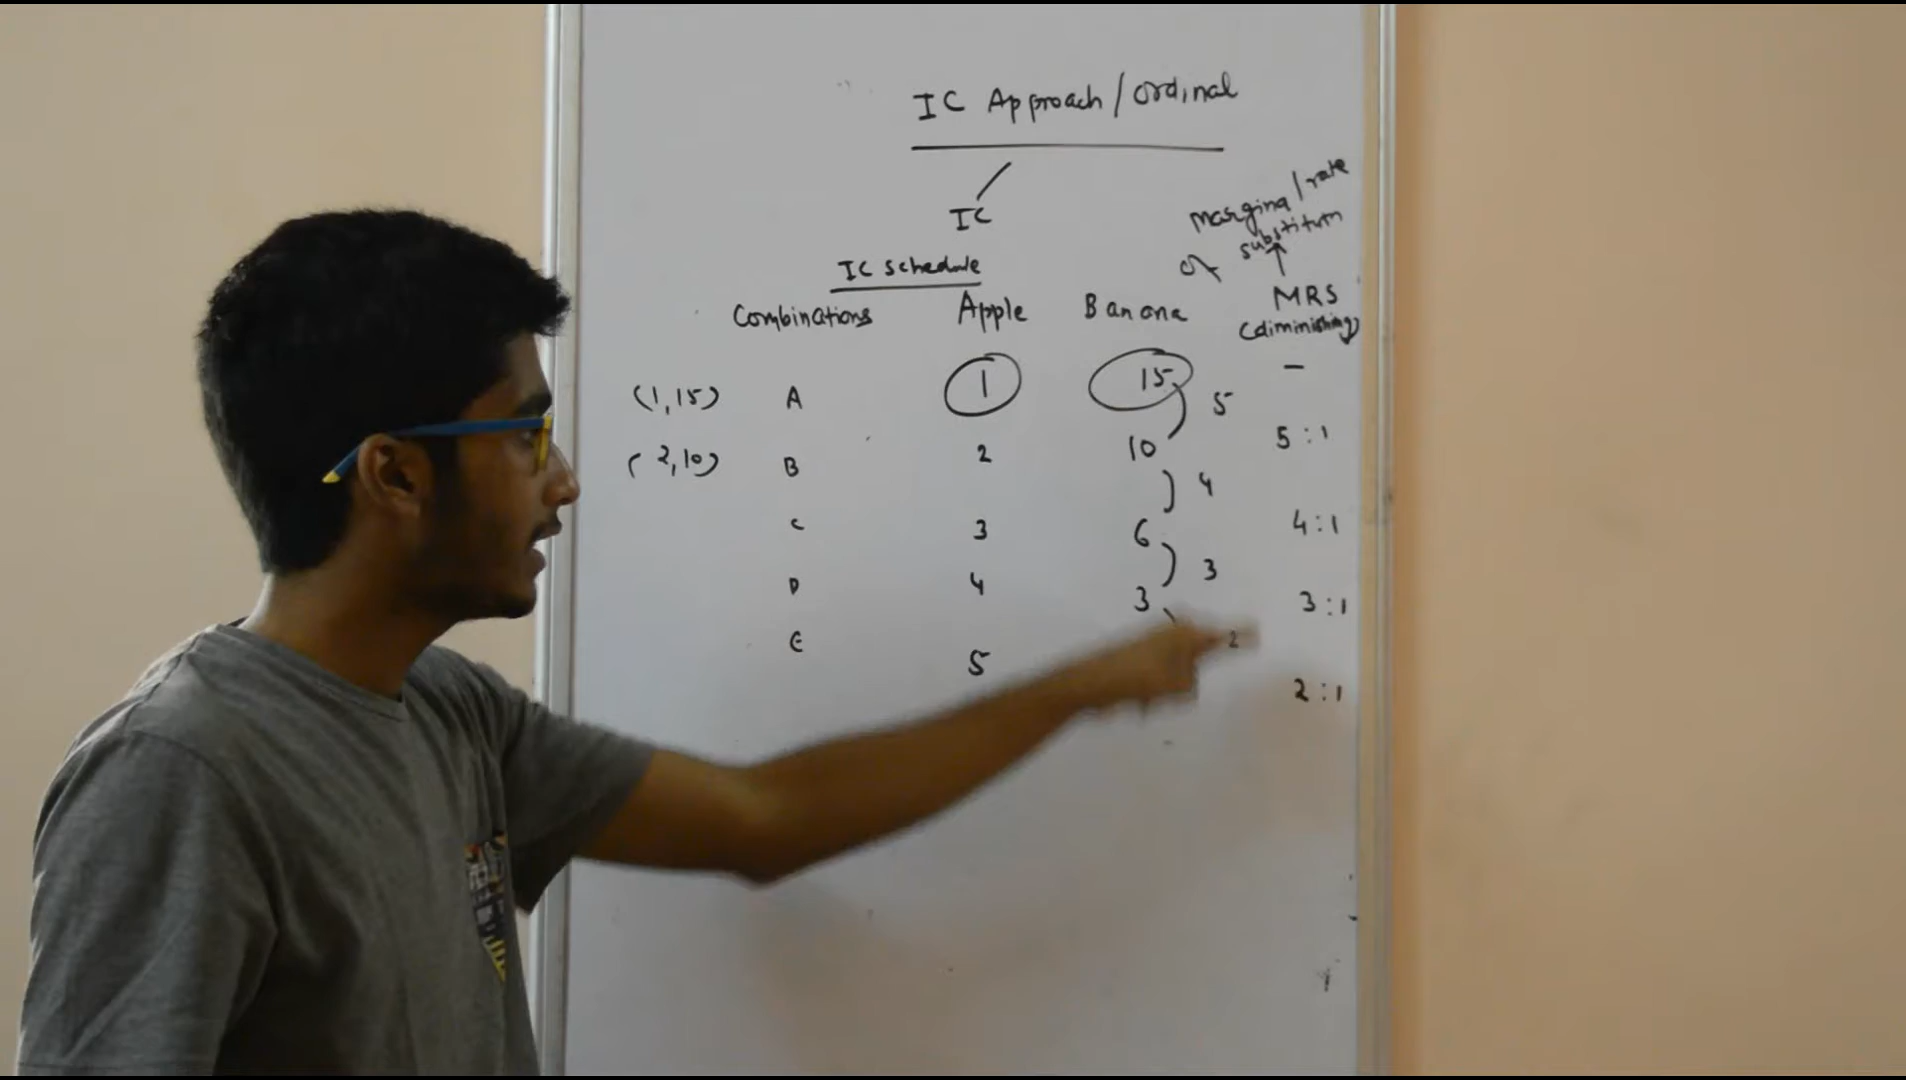 IC Approach / Ordinal
IC
marginal rate
of substitum
IC schedule
MRS
Combinations Apple Banana (diminishing)
(1,15) A 1 15 5 –
(2,10) B 2 10 5:1
4
C 3 6 4:1
3
D 4 3 3:1
2
E 5 2:1